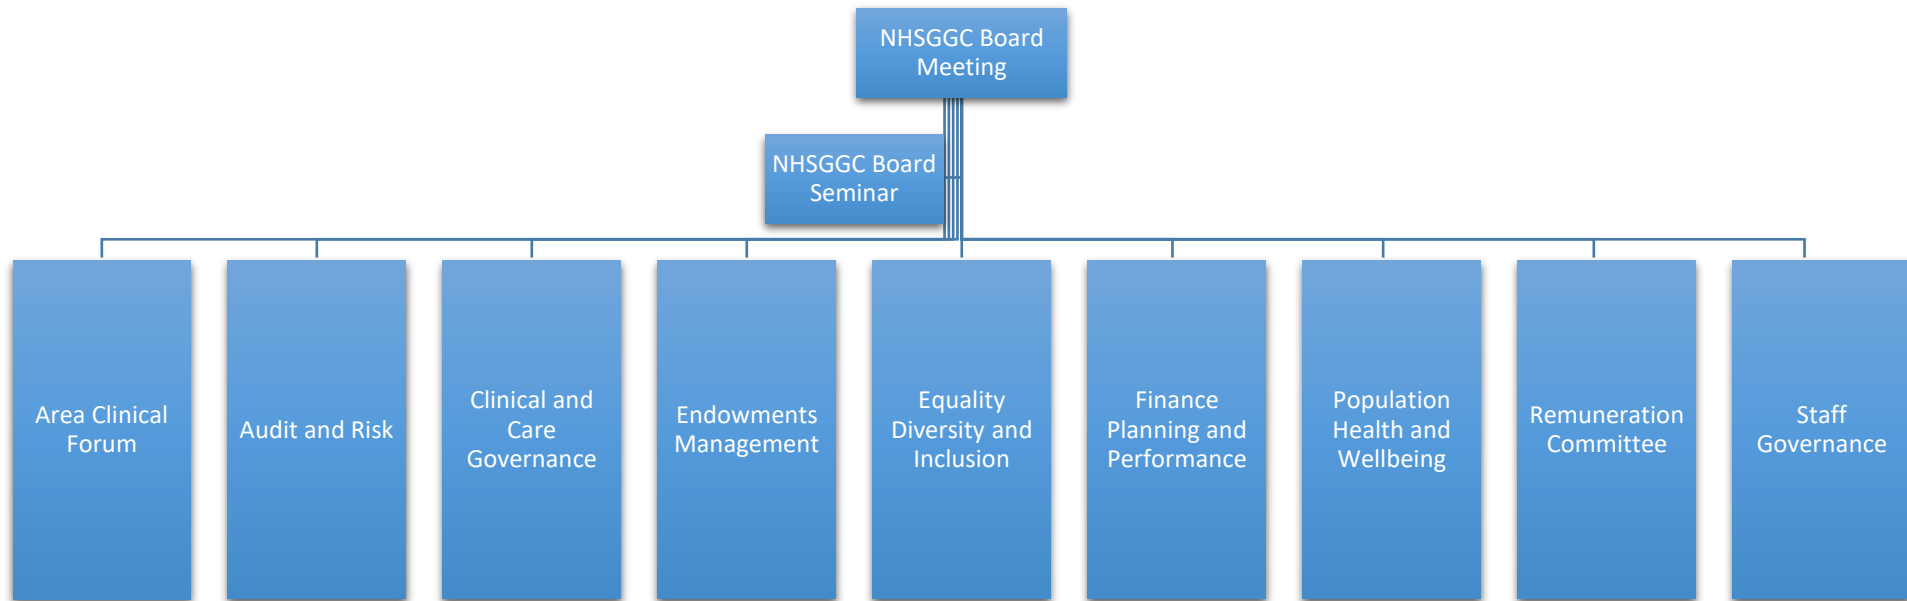 NHSGGC Board
Meeting
NHSGGC Board
Seminar
Area Clinical
Forum
Audit and Risk
Clinical and
Care
Governance
Endowments
Management
Equality
Diversity and
Inclusion
Finance
Planning and
Performance
Population
Health and
Wellbeing
Remuneration
Committee
Staff
Governance